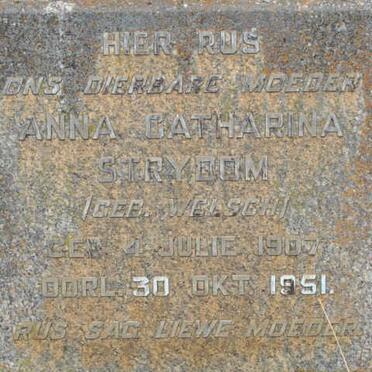 HIER RUS
ONS DIERBARE MOEDER
ANNA CATHARINA
STRYDOM
(GEB. WELSCH)
GEB. 4 JULIE 1907
OORL. 30 OKT. 1951.
RUS SAG LIEWE MOEDER